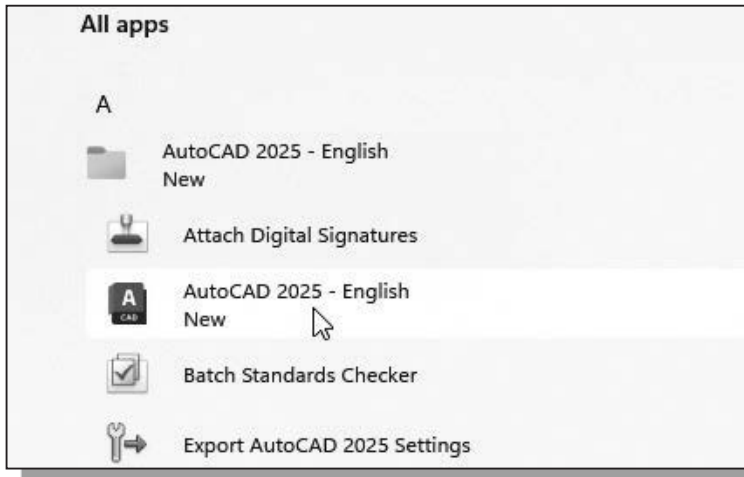 All apps
A
AutoCAD 2025 - English
New
Attach Digital Signatures
A
CAD
AutoCAD 2025 - English
New
Batch Standards Checker
Export AutoCAD 2025 Settings